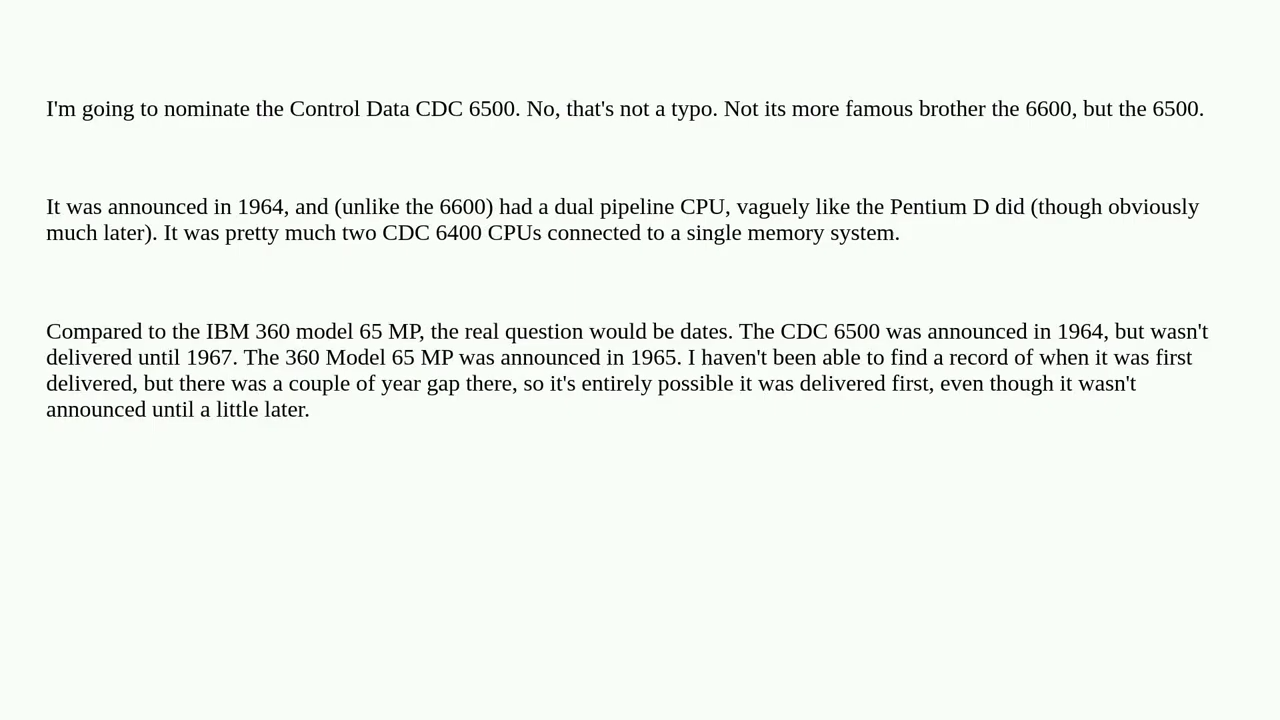 I'm going to nominate the Control Data CDC 6500. No, that's not a typo. Not its more famous brother the 6600, but the 6500.
It was announced in 1964, and (unlike the 6600) had a dual pipeline CPU, vaguely like the Pentium D did (though obviously
much later). It was pretty much two CDC 6400 CPUs connected to a single memory system.
Compared to the IBM 360 model 65 MP, the real question would be dates. The CDC 6500 was announced in 1964, but wasn't
delivered until 1967. The 360 Model 65 MP was announced in 1965. I haven't been able to find a record of when it was first
delivered, but there was a couple of year gap there, so it's entirely possible it was delivered first, even though it wasn't
announced until a little later.